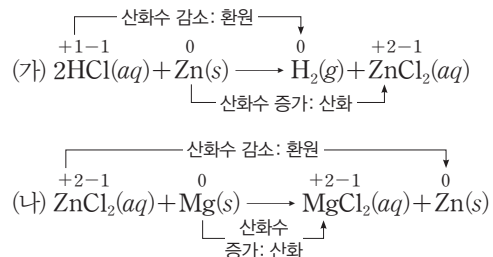 산화수 감소: 환원
+1-1 0 0 +2-1
(가) 2HCl(aq)+Zn(s) → H₂(g)+ZnCl₂(aq)
산화수 증가: 산화
산화수 감소: 환원
+2-1 0 +2-1 0
(나) ZnCl₂(aq)+Mg(s) → MgCl₂(aq)+Zn(s)
산화수
증가: 산화